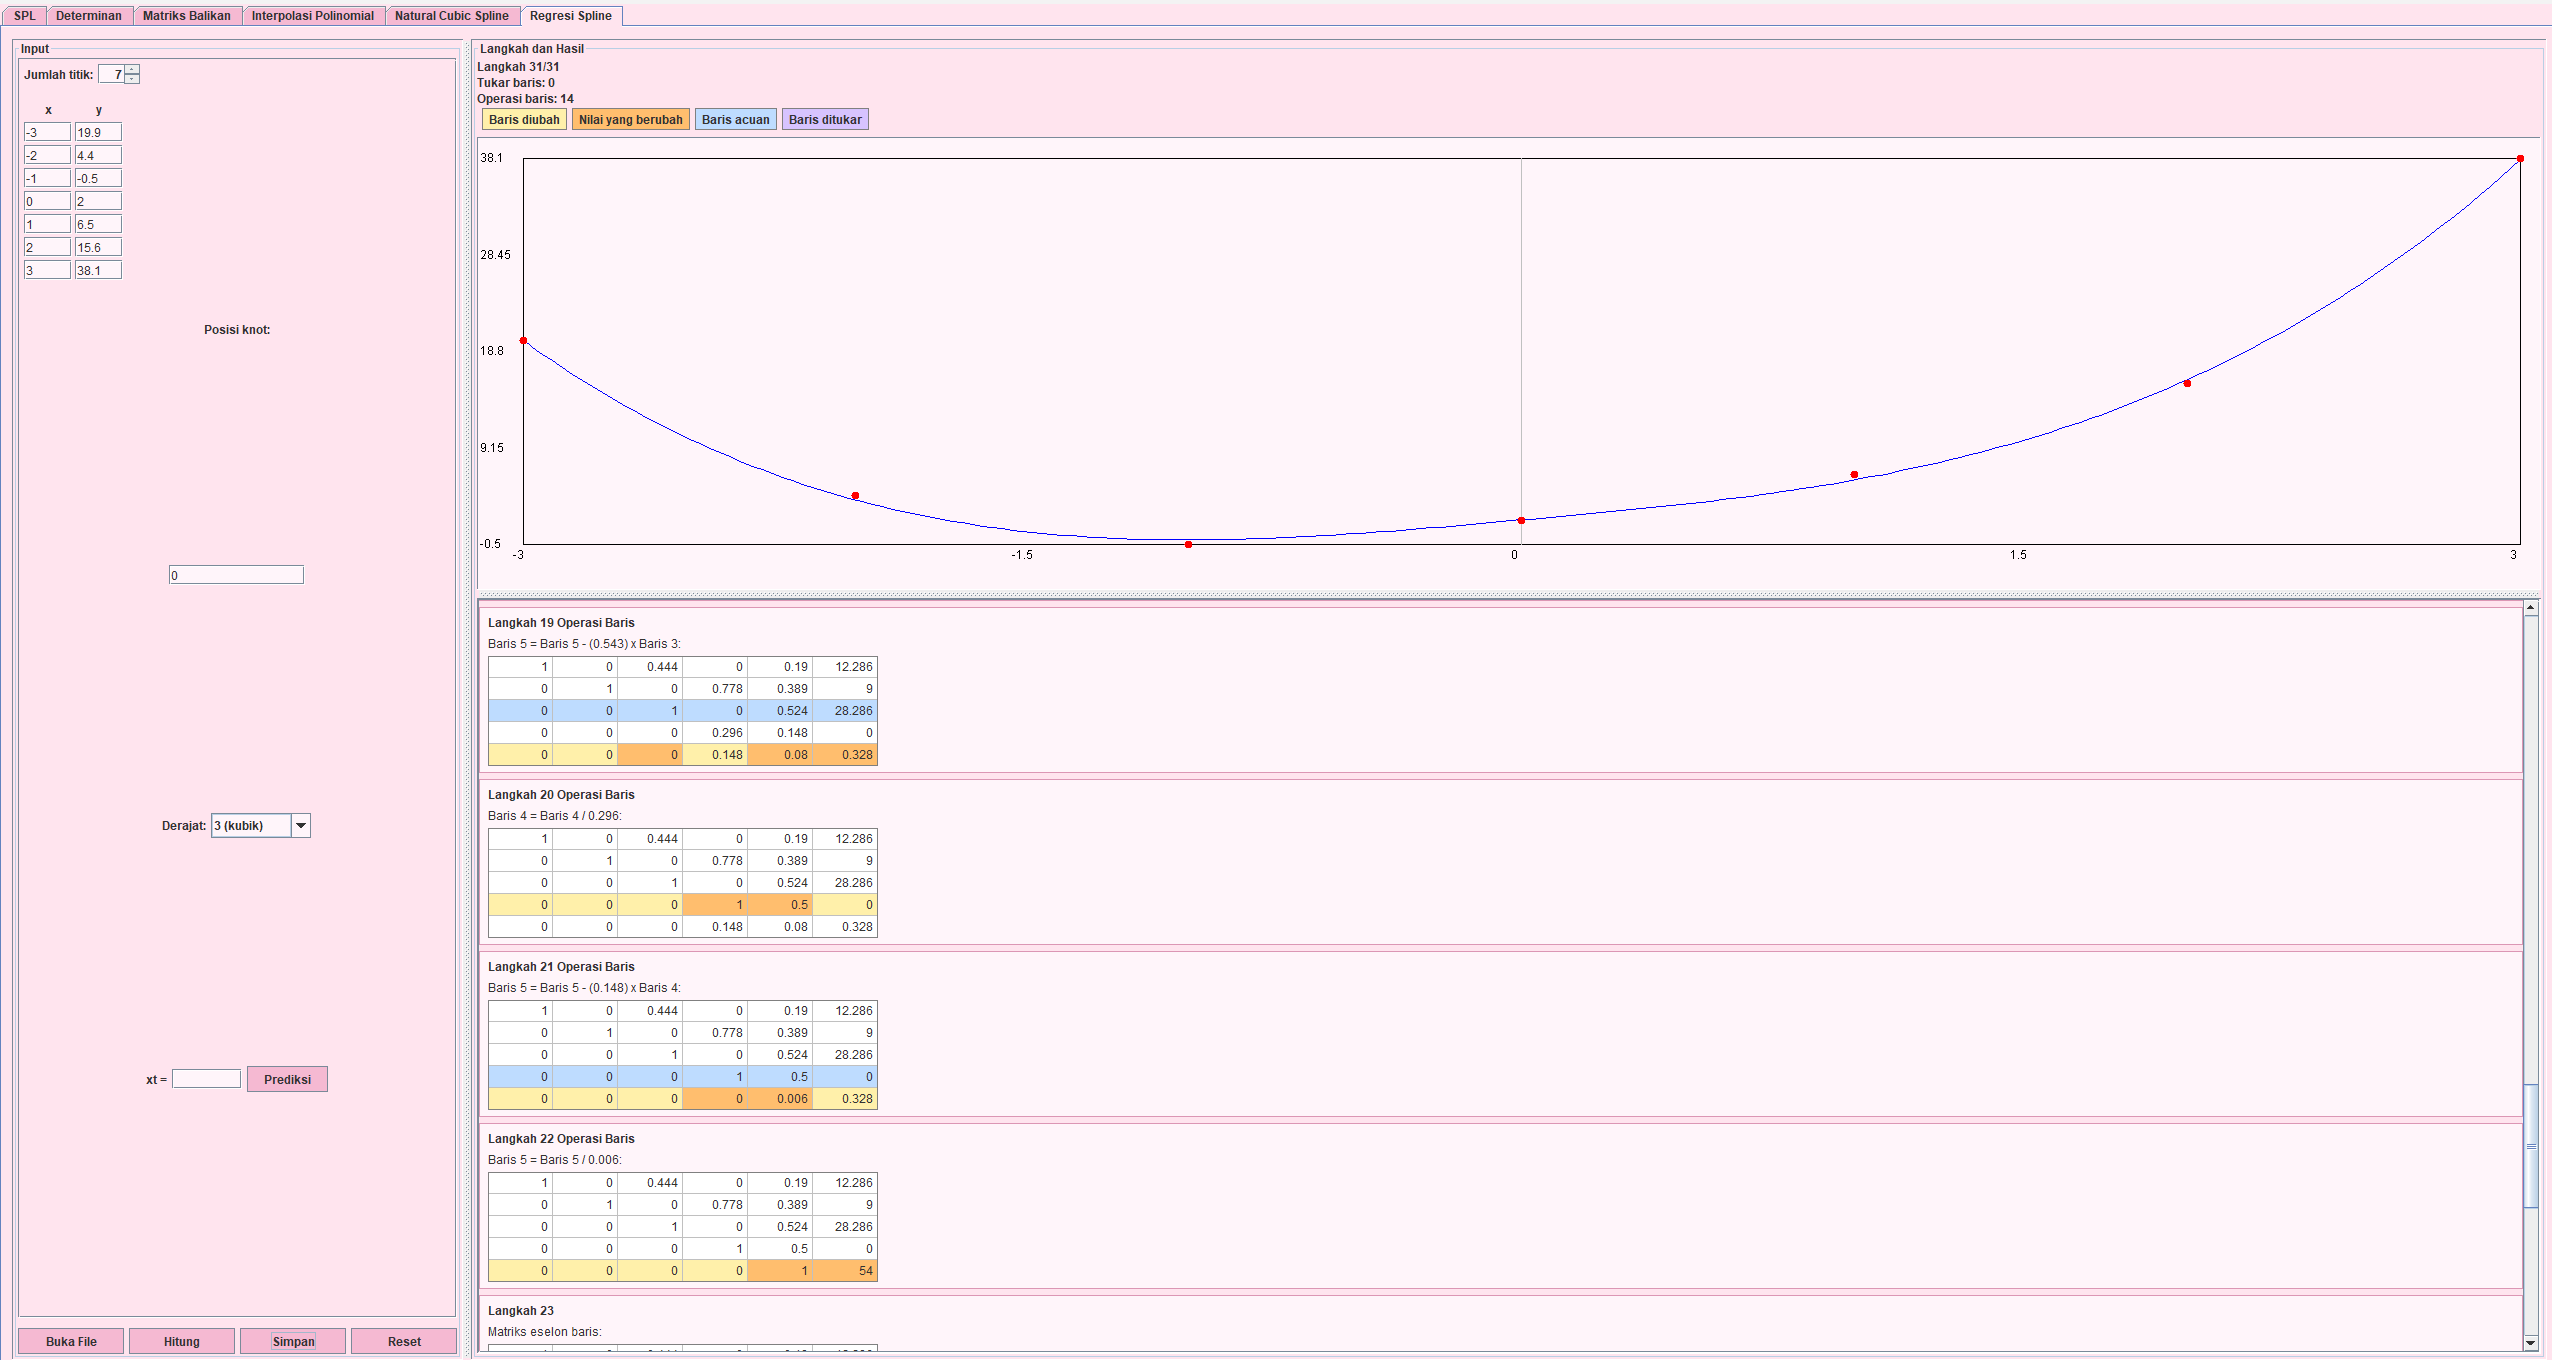 SPL Determinan Matriks Balikan Interpolasi Polinomial Natural Cubic Spline Regresi Spline
Input
Jumlah titik: 7
x y
-3 19.9
-2 4.4
-1 -0.5
0 2
1 6.5
2 15.6
3 38.1
Posisi knot:
0
Derajat: 3 (kubik)
xt = Prediksi
Buka File Hitung Simpan Reset
Langkah dan Hasil
Langkah 31/31
Tukar baris: 0
Operasi baris: 14
Baris diubah Nilai yang berubah Baris acuan Baris ditukar
38.1
28.45
18.8
9.15
-0.5
-3 -1.5 0 1.5 3
Langkah 19 Operasi Baris
Baris 5 = Baris 5 - (0.543) x Baris 3:
1 0 0.444 0 0.19 12.286
0 1 0 0.778 0.389 9
0 0 1 0 0.524 28.286
0 0 0 0.296 0.148 0
0 0 0 0.148 0.08 0.328
Langkah 20 Operasi Baris
Baris 4 = Baris 4 / 0.296:
1 0 0.444 0 0.19 12.286
0 1 0 0.778 0.389 9
0 0 1 0 0.524 28.286
0 0 0 1 0.5 0
0 0 0 0.148 0.08 0.328
Langkah 21 Operasi Baris
Baris 5 = Baris 5 - (0.148) x Baris 4:
1 0 0.444 0 0.19 12.286
0 1 0 0.778 0.389 9
0 0 1 0 0.524 28.286
0 0 0 1 0.5 0
0 0 0 0 0.006 0.328
Langkah 22 Operasi Baris
Baris 5 = Baris 5 / 0.006:
1 0 0.444 0 0.19 12.286
0 1 0 0.778 0.389 9
0 0 1 0 0.524 28.286
0 0 0 1 0.5 0
0 0 0 0 1 54
Langkah 23
Matriks eselon baris: